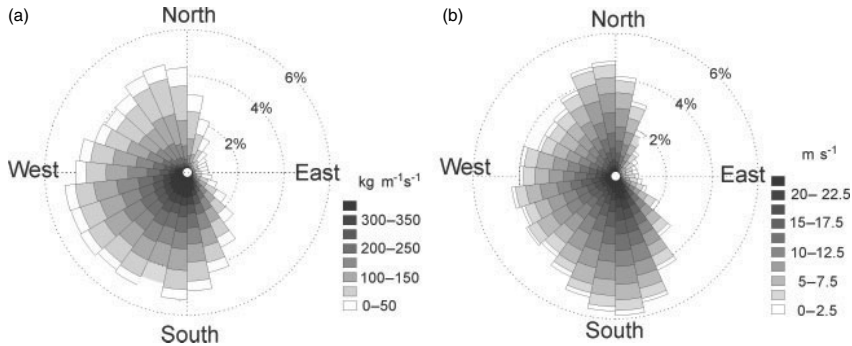 (a)
North
6%
4%
2%
West
East
South
kg m⁻¹s⁻¹
300–350
200–250
100–150
0–50
(b)
North
6%
4%
2%
West
East
South
m s⁻¹
20– 22.5
15–17.5
10–12.5
5–7.5
0–2.5